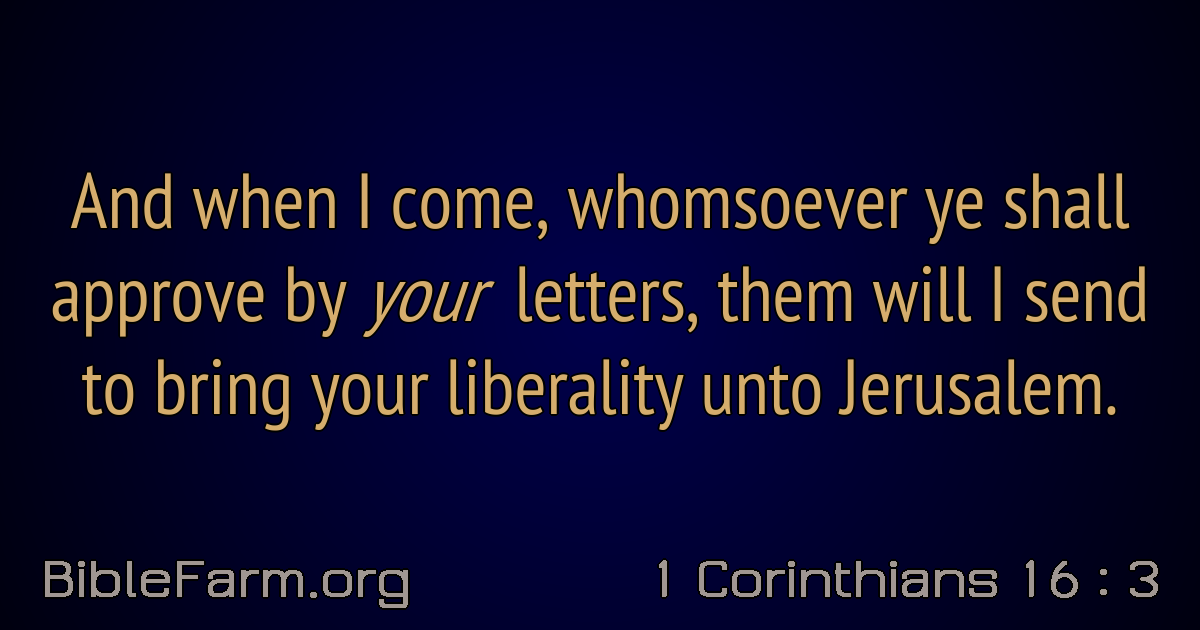 And when I come, whomsoever ye shall
approve by your letters, them will I send
to bring your liberality unto Jerusalem.
BibleFarm.org
1 Corinthians 16 : 3